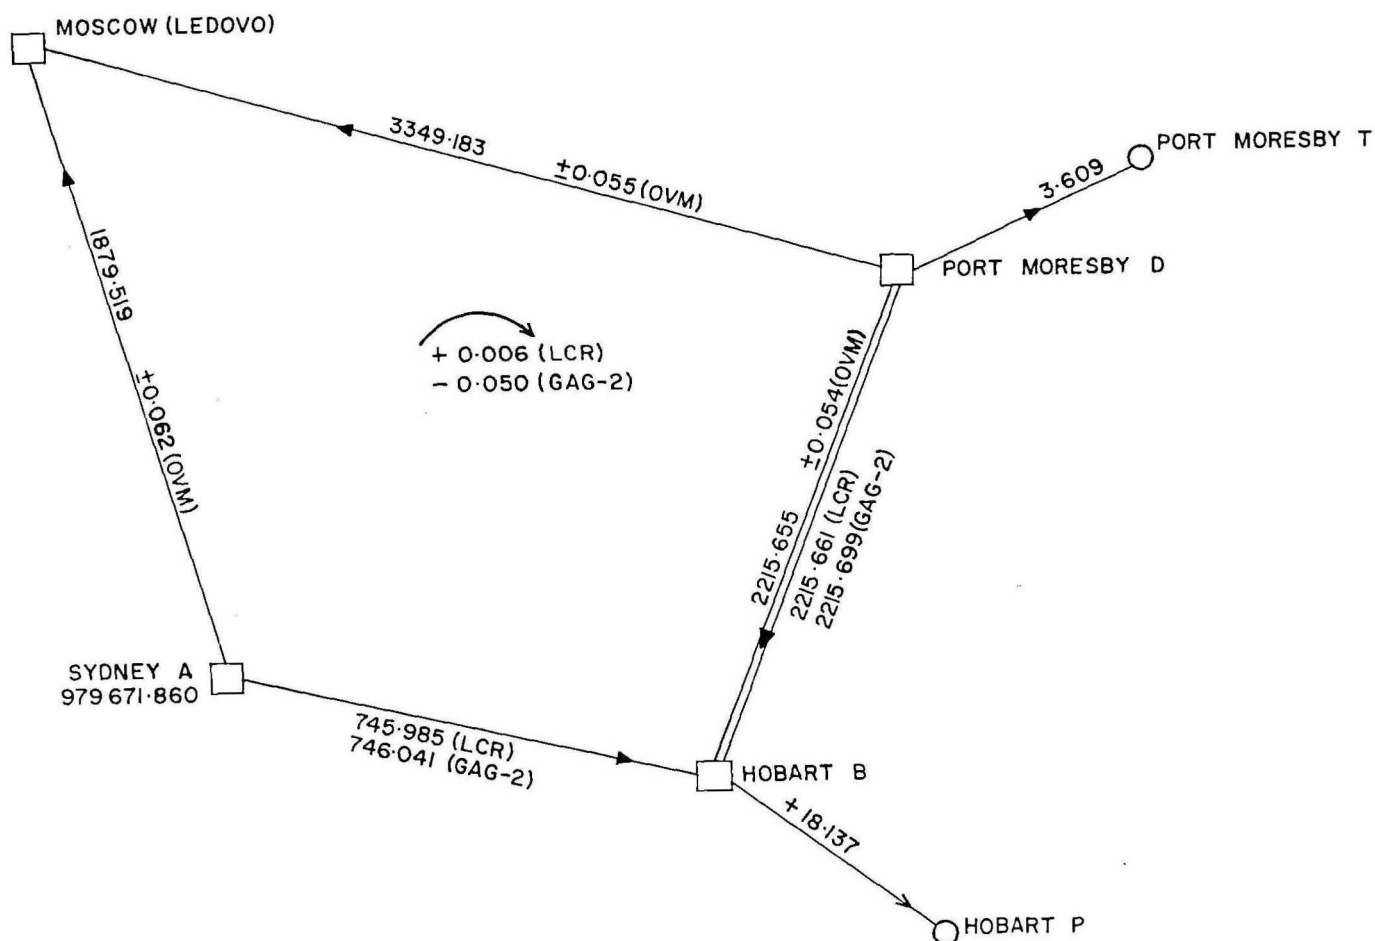 MOSCOW (LEDOVO)
3349·183
±0·055 (OVM)
3·609
PORT MORESBY T
PORT MORESBY D
1879·519
±0·062 (OVM)
+ 0·006 (LCR)
− 0·050 (GAG-2)
2215·655
±0·054 (OVM)
2215·661 (LCR)
2215·699 (GAG-2)
SYDNEY A
979 671·860
745·985 (LCR)
746·041 (GAG-2)
HOBART B
+ 18·137
HOBART P